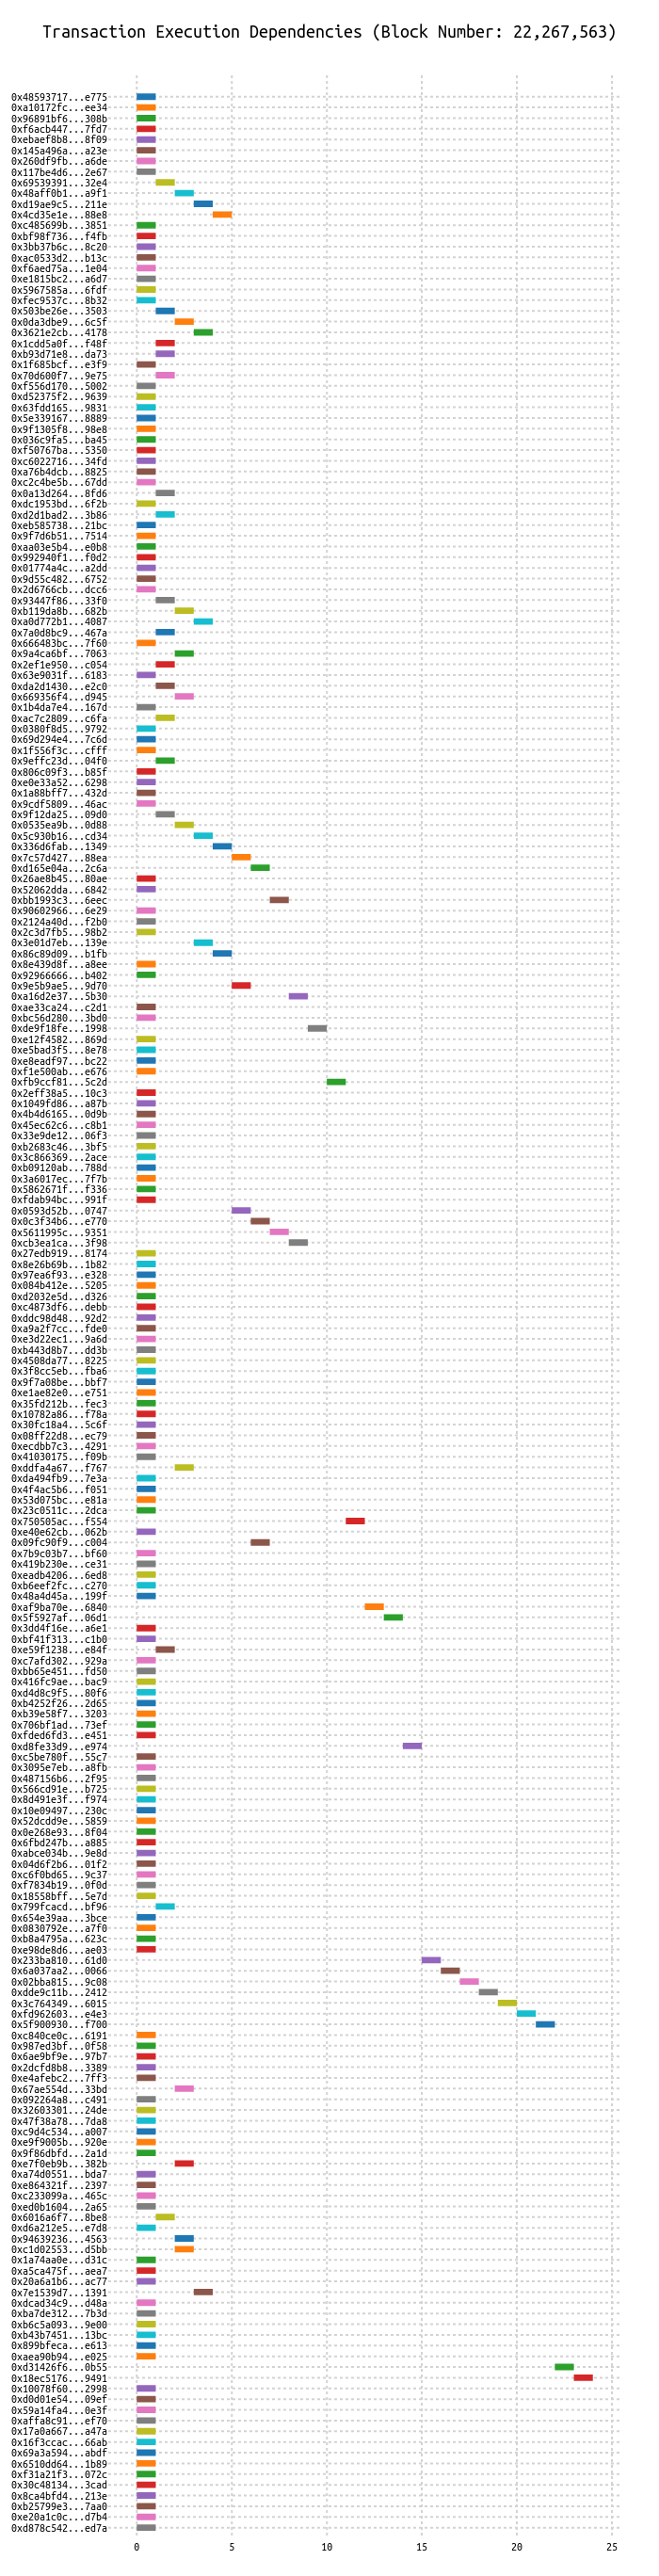 Transaction Execution Dependencies (Block Number: 22,267,563)
0x48593717...e775
0xa10172fc...ee34
0x96891bf6...308b
0xf6acb447...7fd7
0xebaef8b8...8f09
0x145a496a...a23e
0x260df9fb...a6de
0x117be4d6...2e67
0x69539391...32e4
0x48aff0b1...a9f1
0xd19ae9c5...211e
0x4cd35e1e...88e8
0xc485699b...3851
0xbf98f736...f4fb
0x3bb37b6c...8c20
0xac0533d2...b13c
0xf6aed75a...1e04
0xe1815bc2...a6d7
0x5967585a...6fdf
0xfec9537c...8b32
0x503be26e...3503
0x0da3dbe9...6c5f
0x3621e2cb...4178
0x1cdd5a0f...f48f
0xb93d71e8...da73
0x1f685bcf...e3f9
0x70d600f7...9e75
0xf556d170...5002
0xd52375f2...9639
0x63fdd165...9831
0x5e339167...8889
0x9f1305f8...98e8
0x036c9fa5...ba45
0xf50767ba...5350
0xc6022716...34fd
0xa76b4dcb...8825
0xc2c4be5b...67dd
0x0a13d264...8fd6
0xdc1953bd...6f2b
0xd2d1bad2...3b86
0xeb585738...21bc
0x9f7d6b51...7514
0xaa03e5b4...e0b8
0x992940f1...f0d2
0x01774a4c...a2dd
0x9d55c482...6752
0x2d6766cb...dcc6
0x93447f86...33f0
0xb119da8b...682b
0xa0d772b1...4087
0x7a0d8bc9...467a
0x666483bc...7f60
0x9a4ca6bf...7063
0x2ef1e950...c054
0x63e9031f...6183
0xda2d1430...e2c0
0x669356f4...d945
0x1b4da7e4...167d
0xac7c2809...c6fa
0x0380f8d5...9792
0x69d294e4...7c6d
0x1f556f3c...cfff
0x9effc23d...04f0
0x806c09f3...b85f
0xe0e33a52...6298
0x1a88bff7...432d
0x9cdf5809...46ac
0x9f12da25...09d0
0x0535ea9b...0d88
0x5c930b16...cd34
0x336d6fab...1349
0x7c57d427...88ea
0xd165e04a...2c6a
0x26ae8b45...80ae
0x52062dda...6842
0xbb1993c3...6eec
0x90602966...6e29
0x2124a40d...f2b0
0x2c3d7fb5...98b2
0x3e01d7eb...139e
0x86c89d09...b1fb
0x8e439d8f...a8ee
0x92966666...b402
0x9e5b9ae5...9d70
0xa16d2e37...5b30
0xae33ca24...c2d1
0xbc56d280...3bd0
0xde9f18fe...1998
0xe12f4582...869d
0xe5bad3f5...8e78
0xe8eadf97...bc22
0xf1e500ab...e676
0xfb9ccf81...5c2d
0x2eff38a5...10c3
0x1049fd86...a87b
0x4b4d6165...0d9b
0x45ec62c6...c8b1
0x33e9de12...06f3
0xb2683c46...3bf5
0x3c866369...2ace
0xb09120ab...788d
0x3a6017ec...7f7b
0x5862671f...f336
0xfdab94bc...991f
0x0593d52b...0747
0x0c3f34b6...e770
0x5611995c...9351
0xcb3ea1ca...3f98
0x27edb919...8174
0x8e26b69b...1b82
0x97ea6f93...e328
0x084b412e...5205
0xd2032e5d...d326
0xc4873df6...debb
0xddc98d48...92d2
0xa9a2f7cc...fde0
0xe3d22ec1...9a6d
0xb443d8b7...dd3b
0x4508da77...8225
0x3f8cc5eb...fba6
0x9f7a08be...bbf7
0xe1ae82e0...e751
0x35fd212b...fec3
0x10782a86...f78a
0x30fc18a4...5c6f
0x08ff22d8...ec79
0xecdbb7c3...4291
0x41030175...f09b
0xddfa4a67...f767
0xda494fb9...7e3a
0x4f4ac5b6...f051
0x53d075bc...e81a
0x23c0511c...2dca
0x750505ac...f554
0xe40e62cb...062b
0x09fc90f9...c004
0x7b9c03b7...bf60
0x419b230e...ce31
0xeadb4206...6ed8
0xb6eef2fc...c270
0x48a4d45a...199f
0xaf9ba70e...6840
0x5f5927af...06d1
0x3dd4f16e...a6e1
0xbf41f313...c1b0
0xe59f1238...e84f
0xc7afd302...929a
0xbb65e451...fd50
0x416fc9ae...bac9
0xd4d8c9f5...80f6
0xb4252f26...2d65
0xb39e58f7...3203
0x706bf1ad...73ef
0xfded6fd3...e451
0xd8fe33d9...e974
0xc5be780f...55c7
0x3095e7eb...a8fb
0x487156b6...2f95
0x566cd91e...b725
0x8d491e3f...f974
0x10e09497...230c
0x52dcdd9e...5859
0x0e268e93...8f04
0x6fbd247b...a885
0xabce034b...9e8d
0x04d6f2b6...01f2
0xc6f0bd65...9c37
0xf7834b19...0f0d
0x18558bff...5e7d
0x799fcacd...bf96
0x654e39aa...3bce
0x0830792e...a7f0
0xb8a4795a...623c
0xe98de8d6...ae03
0x233ba810...61d0
0x6a037aa2...0066
0x02bba815...9c08
0xdde9c11b...2412
0x3c764349...6015
0xfd962603...e4e3
0x5f900930...f700
0xc840ce0c...6191
0x987ed3bf...0f58
0x6ae9bf9e...97b7
0x2dcfd8b8...3389
0xe4afebc2...7ff3
0x67ae554d...33bd
0x092264a8...c491
0x32603301...24de
0x47f38a78...7da8
0xc9d4c534...a007
0xe9f9005b...920e
0x9f86dbfd...2a1d
0xe7f0eb9b...382b
0xa74d0551...bda7
0xe864321f...2397
0xc233099a...465c
0xed0b1604...2a65
0x6016a6f7...8be8
0xd6a212e5...e7d8
0x94639236...4563
0xc1d02553...d5bb
0x1a74aa0e...d31c
0xa5ca475f...aea7
0x20a6a1b6...ac77
0x7e1539d7...1391
0xdcad34c9...d48a
0xba7de312...7b3d
0xb6c5a093...9e00
0xb43b7451...13bc
0x899bfeca...e613
0xaea90b94...e025
0xd31426f6...0b55
0x18ec5176...9491
0x10078f60...2998
0xd0d01e54...09ef
0x59a14fa4...0e3f
0xaffa8c91...ef70
0x17a0a667...a47a
0x16f3ccac...66ab
0x69a3a594...abdf
0x6510dd64...1b89
0xf31a21f3...072c
0x30c48134...3cad
0x8ca4bfd4...213e
0xb25799e3...7aa0
0xe20a1c0c...d7b4
0xd878c542...ed7a
0 5 10 15 20 25